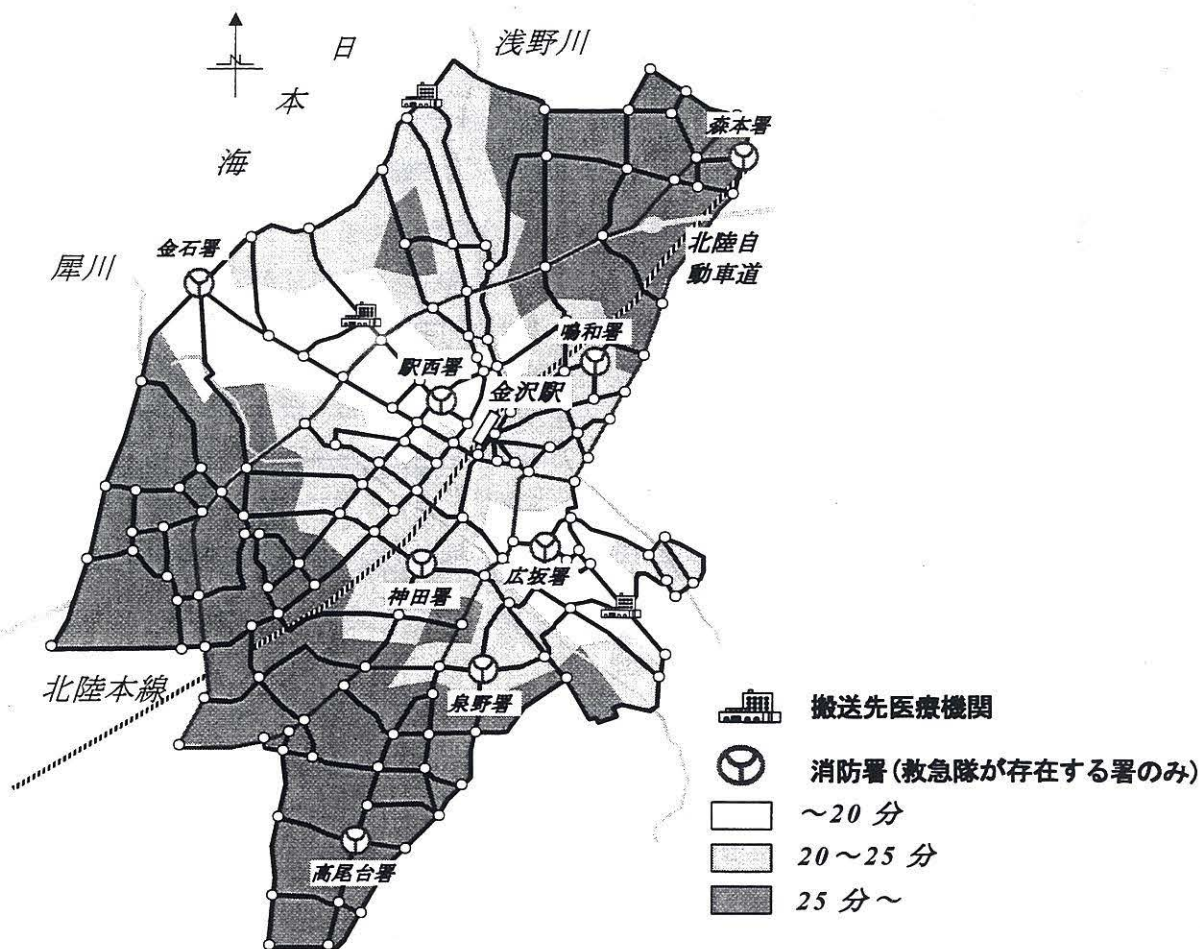 日
本
海
浅野川
森本署
金石署
犀川
北陸自
動車道
鳴和署
駅西署
金沢駅
広坂署
神田署
北陸本線
泉野署
高尾台署
搬送先医療機関
消防署(救急隊が存在する署のみ)
～20 分
20～25 分
25 分～